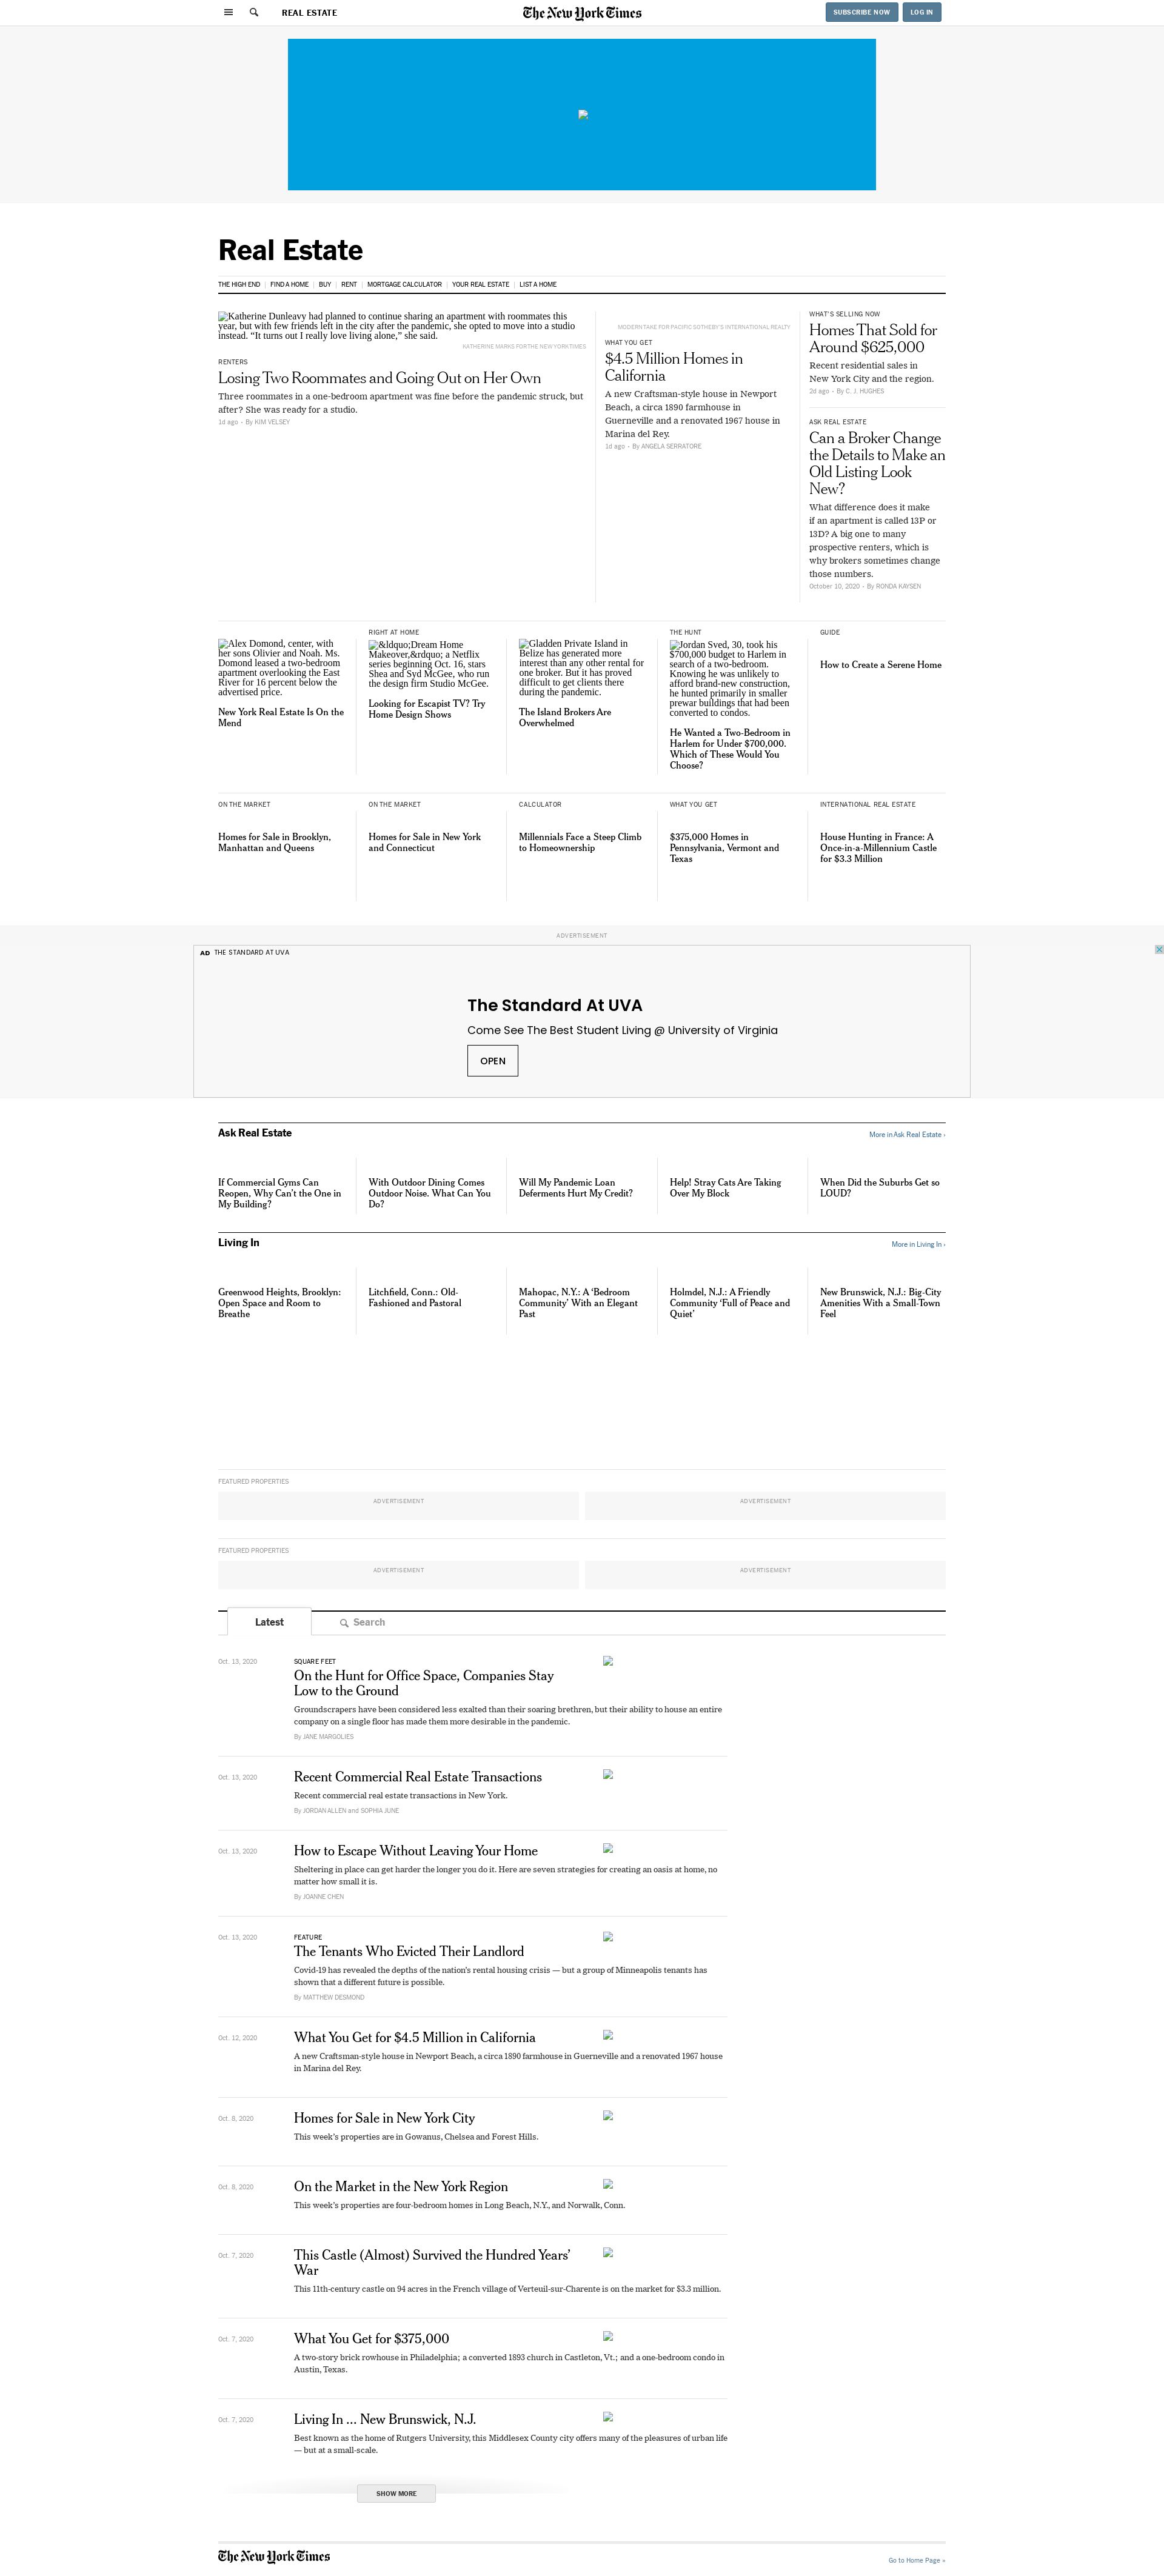 REAL ESTATE
The New York Times
SUBSCRIBE NOW
LOG IN
Real Estate
THE HIGH END
FIND A HOME
BUY
RENT
MORTGAGE CALCULATOR
YOUR REAL ESTATE
LIST A HOME
Katherine Dunleavy had planned to continue sharing an apartment with roommates this
year, but with few friends left in the city after the pandemic, she opted to move into a studio
instead. “It turns out I really love living alone,” she said.
KATHERINE MARKS FOR THE NEW YORK TIMES
RENTERS
Losing Two Roommates and Going Out on Her Own
Three roommates in a one-bedroom apartment was fine before the pandemic struck, but
after? She was ready for a studio.
1d ago - By KIM VELSEY
MODERN TAKE FOR PACIFIC SOTHEBY'S INTERNATIONAL REALTY
WHAT YOU GET
$4.5 Million Homes in
California
A new Craftsman-style house in Newport
Beach, a circa 1890 farmhouse in
Guerneville and a renovated 1967 house in
Marina del Rey.
1d ago - By ANGELA SERRATORE
WHAT'S SELLING NOW
Homes That Sold for
Around $625,000
Recent residential sales in
New York City and the region.
2d ago - By C. J. HUGHES
ASK REAL ESTATE
Can a Broker Change
the Details to Make an
Old Listing Look
New?
What difference does it make
if an apartment is called 13P or
13D? A big one to many
prospective renters, which is
why brokers sometimes change
those numbers.
October 10, 2020 - By RONDA KAYSEN
Alex Domond, center, with
her sons Olivier and Noah. Ms.
Domond leased a two-bedroom
apartment overlooking the East
River for 16 percent below the
advertised price.
New York Real Estate Is On the
Mend
RIGHT AT HOME
&ldquo;Dream Home
Makeover,&rdquo; a Netflix
series beginning Oct. 16, stars
Shea and Syd McGee, who run
the design firm Studio McGee.
Looking for Escapist TV? Try
Home Design Shows
Gladden Private Island in
Belize has generated more
interest than any other rental for
one broker. But it has proved
difficult to get clients there
during the pandemic.
The Island Brokers Are
Overwhelmed
THE HUNT
Jordan Sved, 30, took his
$700,000 budget to Harlem in
search of a two-bedroom.
Knowing he was unlikely to
afford brand-new construction,
he hunted primarily in smaller
prewar buildings that had been
converted to condos.
He Wanted a Two-Bedroom in
Harlem for Under $700,000.
Which of These Would You
Choose?
GUIDE
How to Create a Serene Home
ON THE MARKET
Homes for Sale in Brooklyn,
Manhattan and Queens
ON THE MARKET
Homes for Sale in New York
and Connecticut
CALCULATOR
Millennials Face a Steep Climb
to Homeownership
WHAT YOU GET
$375,000 Homes in
Pennsylvania, Vermont and
Texas
INTERNATIONAL REAL ESTATE
House Hunting in France: A
Once-in-a-Millennium Castle
for $3.3 Million
ADVERTISEMENT
AD THE STANDARD AT UVA
The Standard At UVA
Come See The Best Student Living @ University of Virginia
OPEN
Ask Real Estate
More in Ask Real Estate ›
If Commercial Gyms Can
Reopen, Why Can’t the One in
My Building?
With Outdoor Dining Comes
Outdoor Noise. What Can You
Do?
Will My Pandemic Loan
Deferments Hurt My Credit?
Help! Stray Cats Are Taking
Over My Block
When Did the Suburbs Get so
LOUD?
Living In
More in Living In ›
Greenwood Heights, Brooklyn:
Open Space and Room to
Breathe
Litchfield, Conn.: Old-
Fashioned and Pastoral
Mahopac, N.Y.: A ‘Bedroom
Community’ With an Elegant
Past
Holmdel, N.J.: A Friendly
Community ‘Full of Peace and
Quiet’
New Brunswick, N.J.: Big-City
Amenities With a Small-Town
Feel
FEATURED PROPERTIES
ADVERTISEMENT
ADVERTISEMENT
FEATURED PROPERTIES
ADVERTISEMENT
ADVERTISEMENT
Latest
Search
Oct. 13, 2020
SQUARE FEET
On the Hunt for Office Space, Companies Stay
Low to the Ground
Groundscrapers have been considered less exalted than their soaring brethren, but their ability to house an entire
company on a single floor has made them more desirable in the pandemic.
By JANE MARGOLIES
Oct. 13, 2020
Recent Commercial Real Estate Transactions
Recent commercial real estate transactions in New York.
By JORDAN ALLEN and SOPHIA JUNE
Oct. 13, 2020
How to Escape Without Leaving Your Home
Sheltering in place can get harder the longer you do it. Here are seven strategies for creating an oasis at home, no
matter how small it is.
By JOANNE CHEN
Oct. 13, 2020
FEATURE
The Tenants Who Evicted Their Landlord
Covid-19 has revealed the depths of the nation’s rental housing crisis — but a group of Minneapolis tenants has
shown that a different future is possible.
By MATTHEW DESMOND
Oct. 12, 2020
What You Get for $4.5 Million in California
A new Craftsman-style house in Newport Beach, a circa 1890 farmhouse in Guerneville and a renovated 1967 house
in Marina del Rey.
Oct. 8, 2020
Homes for Sale in New York City
This week’s properties are in Gowanus, Chelsea and Forest Hills.
Oct. 8, 2020
On the Market in the New York Region
This week’s properties are four-bedroom homes in Long Beach, N.Y., and Norwalk, Conn.
Oct. 7, 2020
This Castle (Almost) Survived the Hundred Years’
War
This 11th-century castle on 94 acres in the French village of Verteuil-sur-Charente is on the market for $3.3 million.
Oct. 7, 2020
What You Get for $375,000
A two-story brick rowhouse in Philadelphia; a converted 1893 church in Castleton, Vt.; and a one-bedroom condo in
Austin, Texas.
Oct. 7, 2020
Living In ... New Brunswick, N.J.
Best known as the home of Rutgers University, this Middlesex County city offers many of the pleasures of urban life
— but at a small-scale.
SHOW MORE
The New York Times
Go to Home Page »